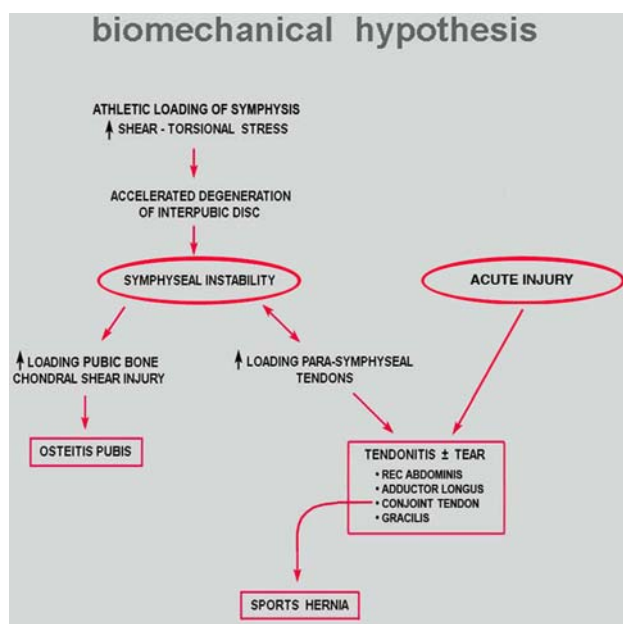 biomechanical hypothesis
ATHLETIC LOADING OF SYMPHYSIS
↑ SHEAR - TORSIONAL STRESS
ACCELERATED DEGENERATION
OF INTERPUBIC DISC
SYMPHYSEAL INSTABILITY
ACUTE INJURY
↑ LOADING PUBIC BONE
CHONDRAL SHEAR INJURY
↑ LOADING PARA-SYMPHYSEAL
TENDONS
OSTEITIS PUBIS
TENDONITIS ± TEAR
• REC ABDOMINIS
• ADDUCTOR LONGUS
• CONJOINT TENDON
• GRACILIS
SPORTS HERNIA